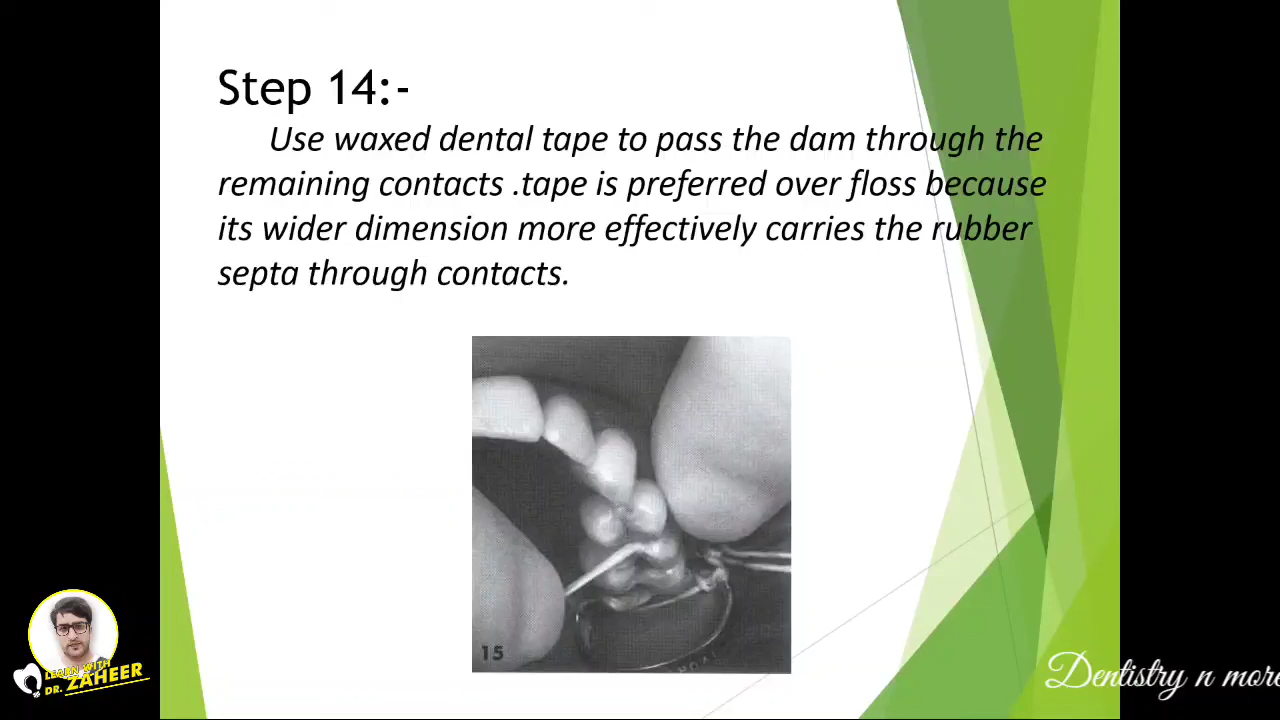 Step 14:-
Use waxed dental tape to pass the dam through the
remaining contacts .tape is preferred over floss because
its wider dimension more effectively carries the rubber
septa through contacts.
15
LEARN WITH
DR. ZAHEER
Dentistry n more